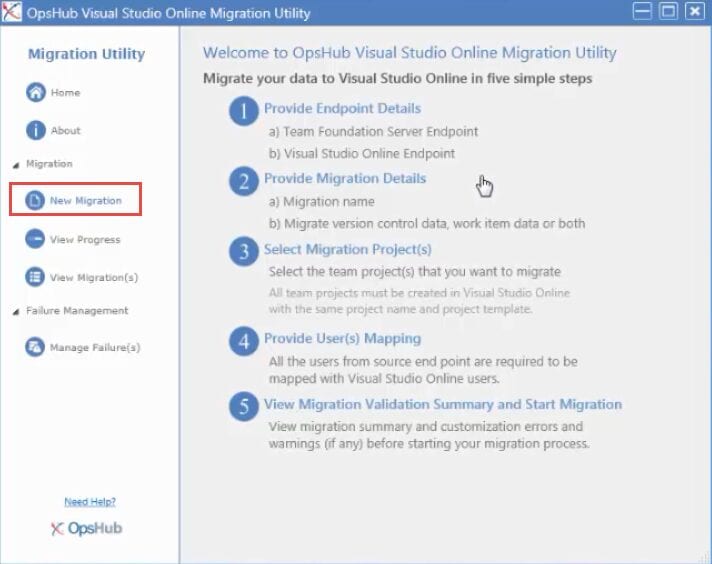 OpsHub Visual Studio Online Migration Utility
Migration Utility
Home
About
Migration
New Migration
View Progress
View Migration(s)
Failure Management
Manage Failure(s)
Need Help?
OpsHub
Welcome to OpsHub Visual Studio Online Migration Utility
Migrate your data to Visual Studio Online in five simple steps
1 Provide Endpoint Details
a) Team Foundation Server Endpoint
b) Visual Studio Online Endpoint
2 Provide Migration Details
a) Migration name
b) Migrate version control data, work item data or both
3 Select Migration Project(s)
Select the team project(s) that you want to migrate
All team projects must be created in Visual Studio Online
with the same project name and project template.
4 Provide User(s) Mapping
All the users from source end point are required to be
mapped with Visual Studio Online users.
5 View Migration Validation Summary and Start Migration
View migration summary and customization errors and
warnings (if any) before starting your migration process.